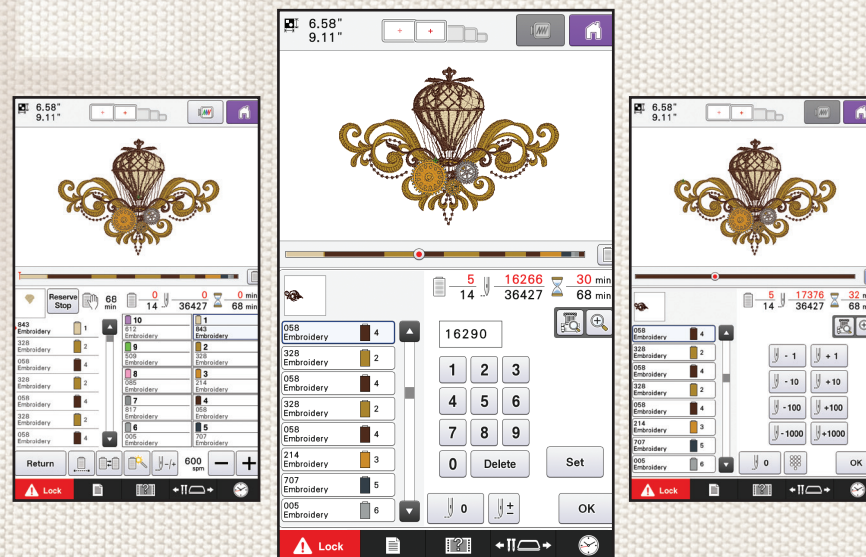 6.58"
9.11"
Reserve Stop
68 min
0
14
0
36427
0 min
68 min
843 Embroidery 1
328 Embroidery 2
058 Embroidery 4
328 Embroidery 2
058 Embroidery 4
328 Embroidery 2
058 Embroidery 4
10
612
Embroidery
1
843
Embroidery
9
509
Embroidery
2
328
Embroidery
8
085
Embroidery
3
214
Embroidery
7
817
Embroidery
4
058
Embroidery
6
005
Embroidery
5
707
Embroidery
Return
-/+
600 spm
Lock
6.58"
9.11"
5
14
16266
36427
30 min
68 min
058 Embroidery 4
328 Embroidery 2
058 Embroidery 4
328 Embroidery 2
058 Embroidery 4
214 Embroidery 3
707 Embroidery 5
005 Embroidery 6
16290
1 2 3
4 5 6
7 8 9
0 Delete
Set
0
±
OK
Lock
6.58"
9.11"
5
14
17376
36427
32 m
68 min
058 Embroidery 4
328 Embroidery 2
058 Embroidery 4
328 Embroidery 2
058 Embroidery 4
214 Embroidery 3
707 Embroidery 5
005 Embroidery 6
- 1 + 1
- 10 + 10
- 100 +100
- 1000 +1000
0
OK
Lock